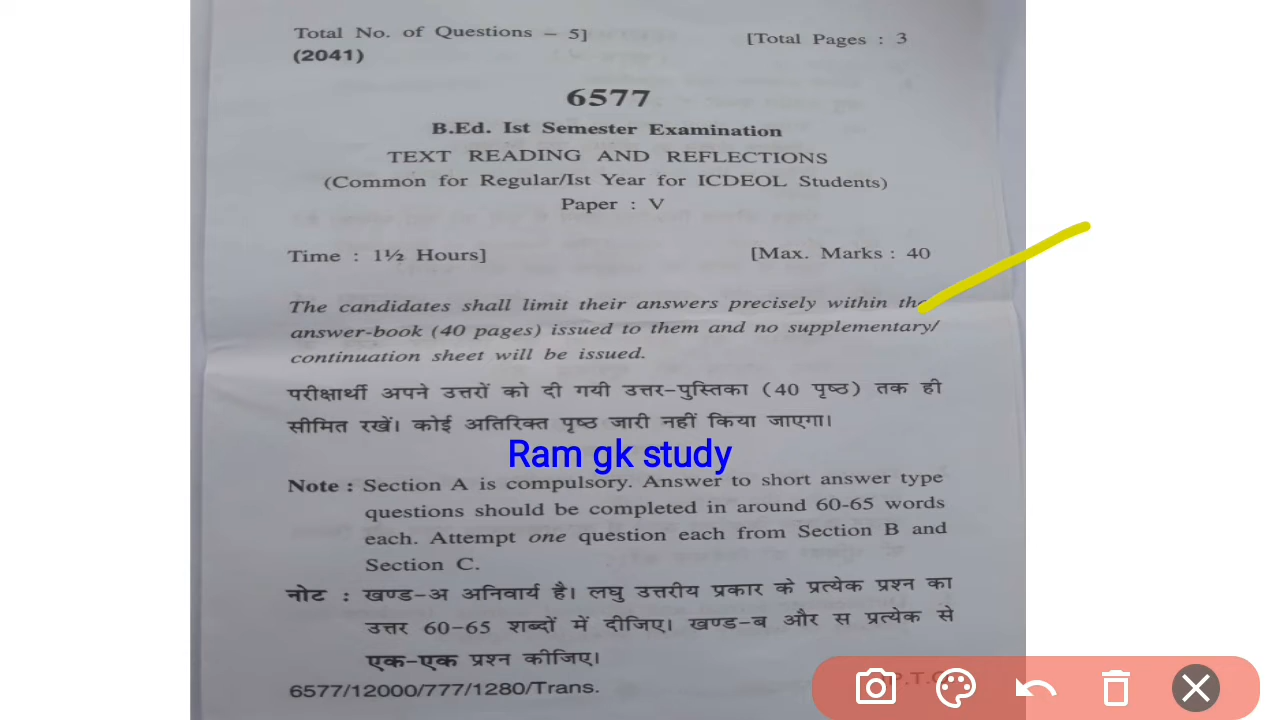 Total No. of Questions – 5]
[Total Pages : 3
(2041)
6577
B.Ed. Ist Semester Examination
TEXT READING AND REFLECTIONS
(Common for Regular/Ist Year for ICDEOL Students)
Paper : V
Time : 1½ Hours]
[Max. Marks : 40
The candidates shall limit their answers precisely within the
answer-book (40 pages) issued to them and no supplementary/
continuation sheet will be issued.
परीक्षार्थी अपने उत्तरों को दी गयी उत्तर-पुस्तिका (40 पृष्ठ) तक ही
सीमित रखें। कोई अतिरिक्त पृष्ठ जारी नहीं किया जाएगा।
Ram gk study
Note : Section A is compulsory. Answer to short answer type
questions should be completed in around 60-65 words
each. Attempt one question each from Section B and
Section C.
नोट : खण्ड-अ अनिवार्य है। लघु उत्तरीय प्रकार के प्रत्येक प्रश्न का
उत्तर 60-65 शब्दों में दीजिए। खण्ड-ब और स प्रत्येक से
एक-एक प्रश्न कीजिए।
6577/12000/777/1280/Trans.